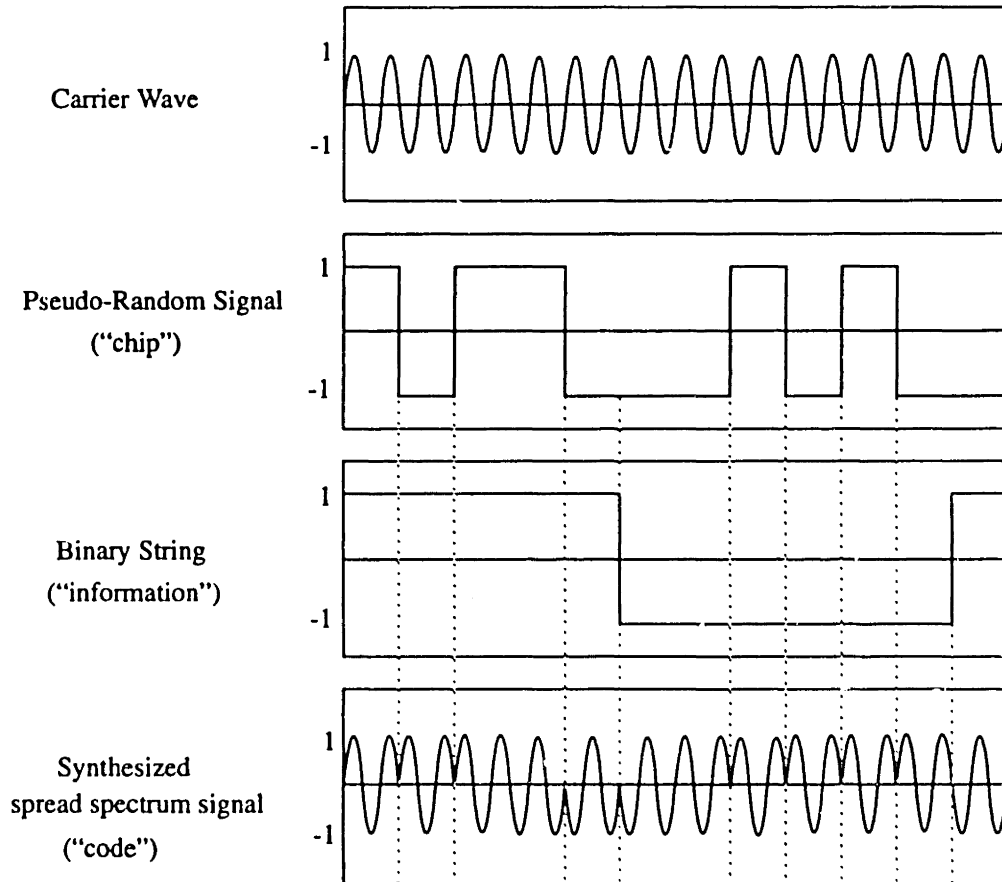 1
Carrier Wave
-1
1
Pseudo-Random Signal
("chip")
-1
1
Binary String
("information")
-1
1
Synthesized
spread spectrum signal
-1
("code")